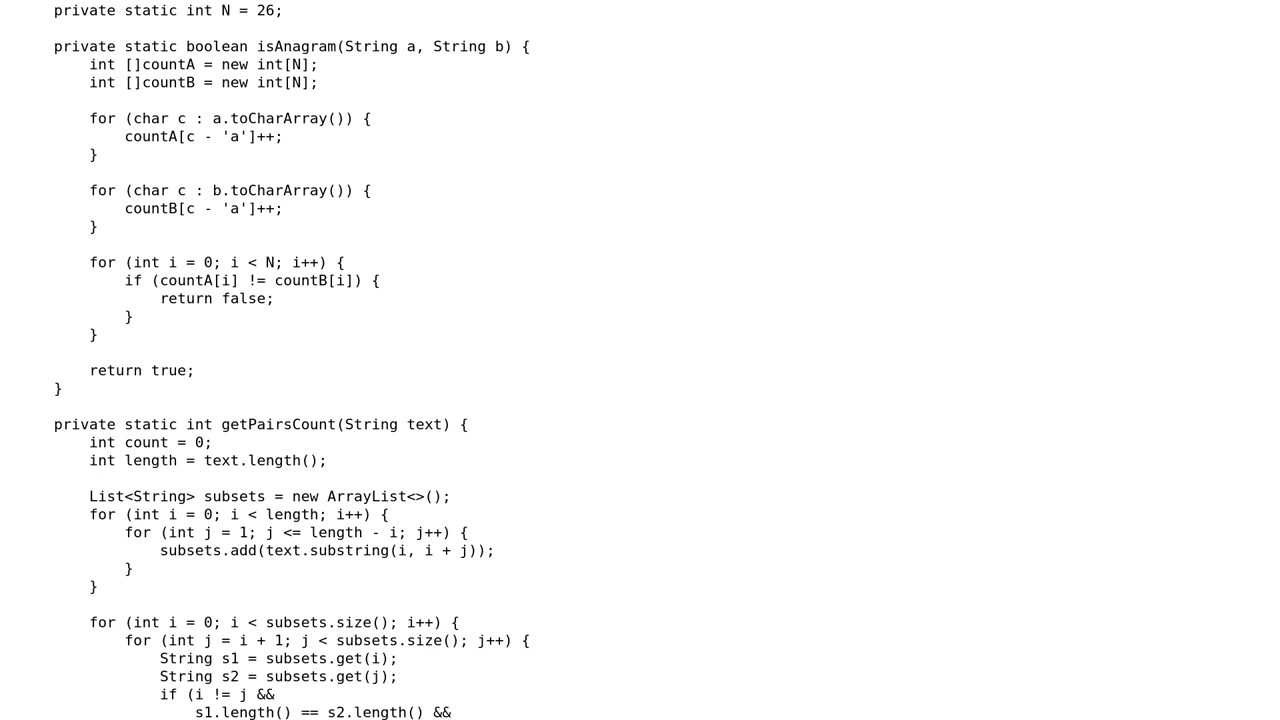 private static int N = 26;
private static boolean isAnagram(String a, String b) {
int []countA = new int[N];
int []countB = new int[N];
for (char c : a.toCharArray()) {
countA[c - 'a']++;
}
for (char c : b.toCharArray()) {
countB[c - 'a']++;
}
for (int i = 0; i < N; i++) {
if (countA[i] != countB[i]) {
return false;
}
}
return true;
}
private static int getPairsCount(String text) {
int count = 0;
int length = text.length();
List<String> subsets = new ArrayList<>();
for (int i = 0; i < length; i++) {
for (int j = 1; j <= length - i; j++) {
subsets.add(text.substring(i, i + j));
}
}
for (int i = 0; i < subsets.size(); i++) {
for (int j = i + 1; j < subsets.size(); j++) {
String s1 = subsets.get(i);
String s2 = subsets.get(j);
if (i != j &&
s1.length() == s2.length() &&